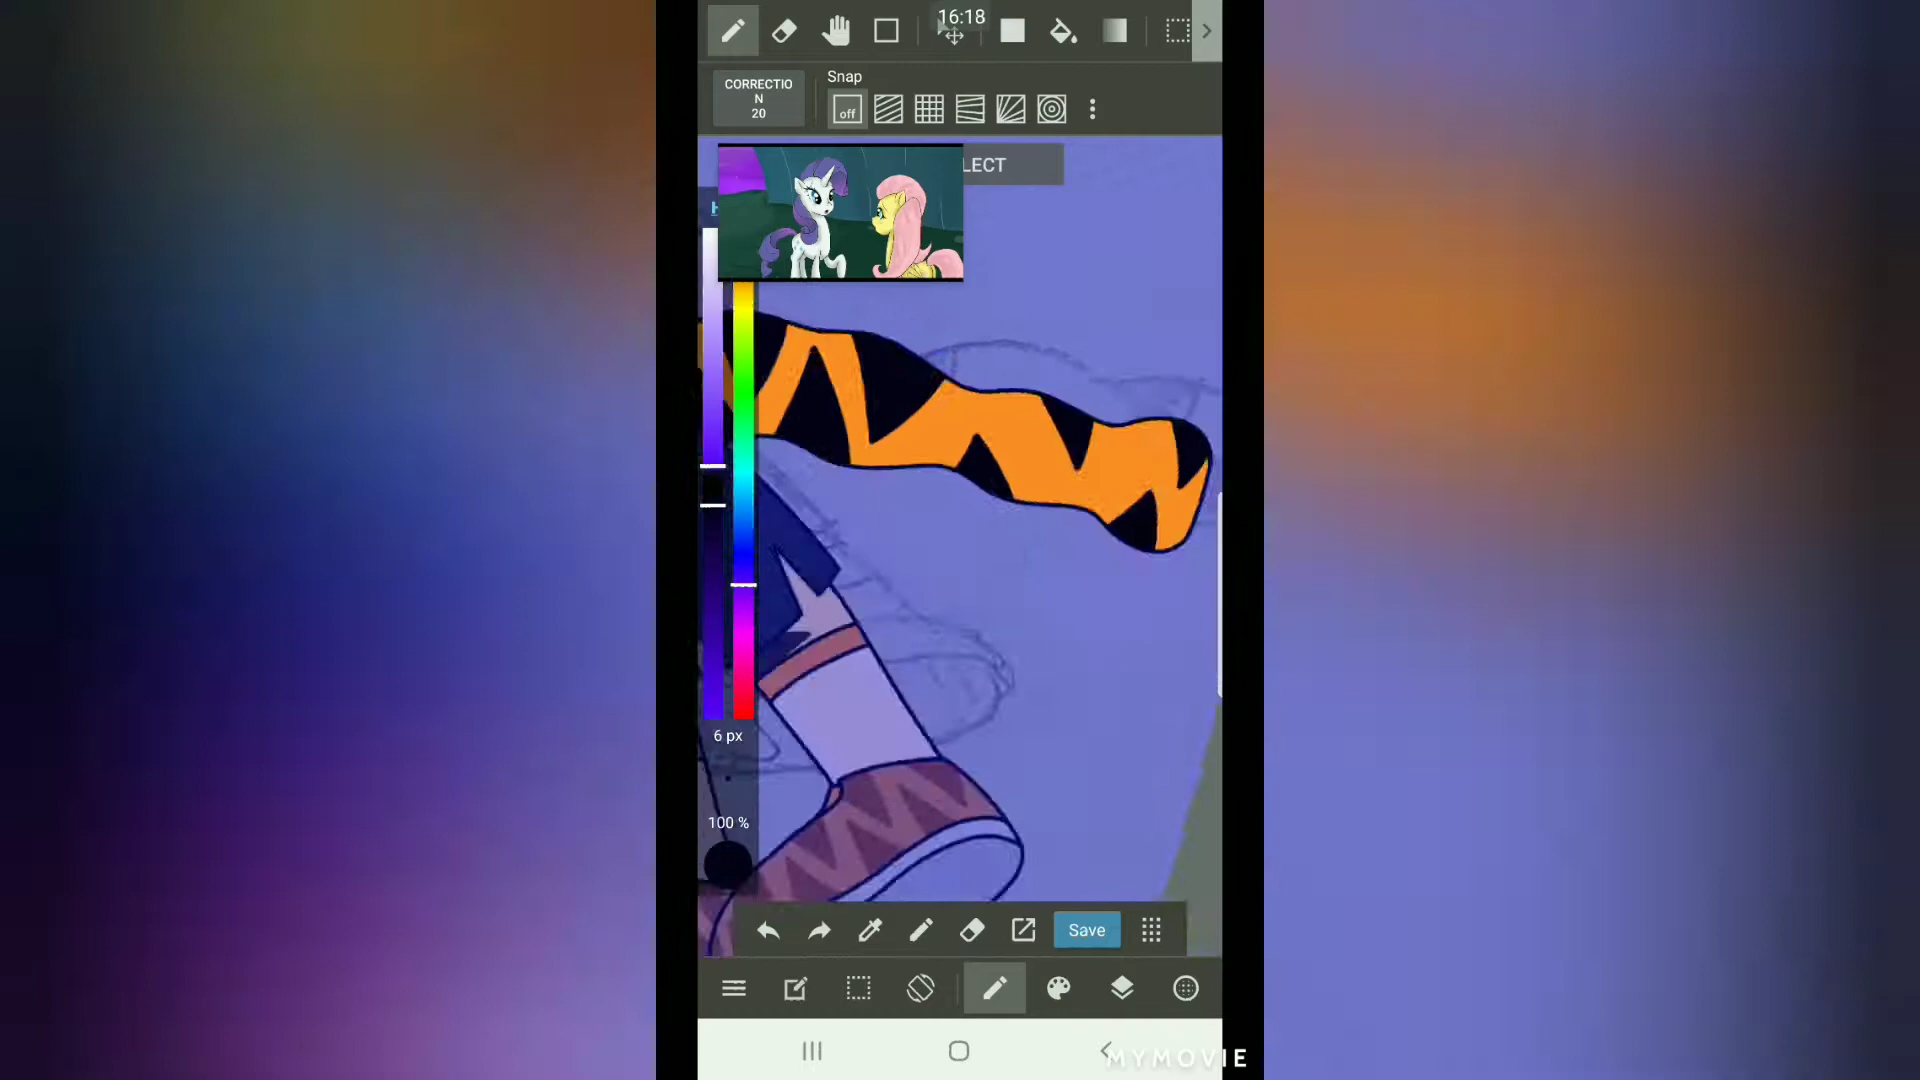 16:18
CORRECTIO
N
20
Snap
off
LECT
6 px
100 %
Save
MYMOVIE